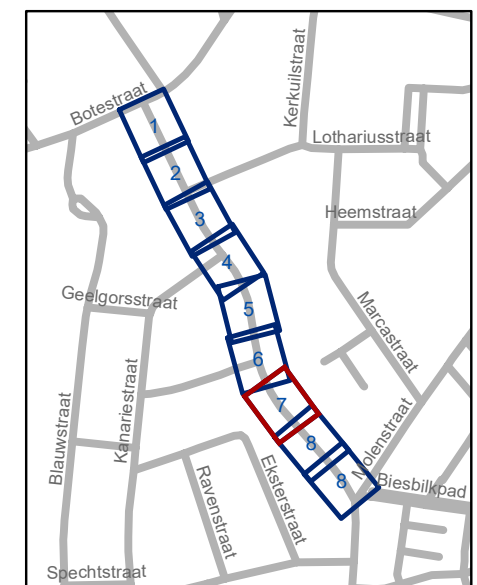 Botestraat
Kerkuilstraat
Lothariusstraat
1
2
Heemstraat
3
4
Geelgorsstraat
5
Marcastraat
6
Kanariestraat
Blauwstraat
7
Molenstraat
8
8
Biesbilkpad
Ravenstraat
Eksterstraat
Spechtstraat